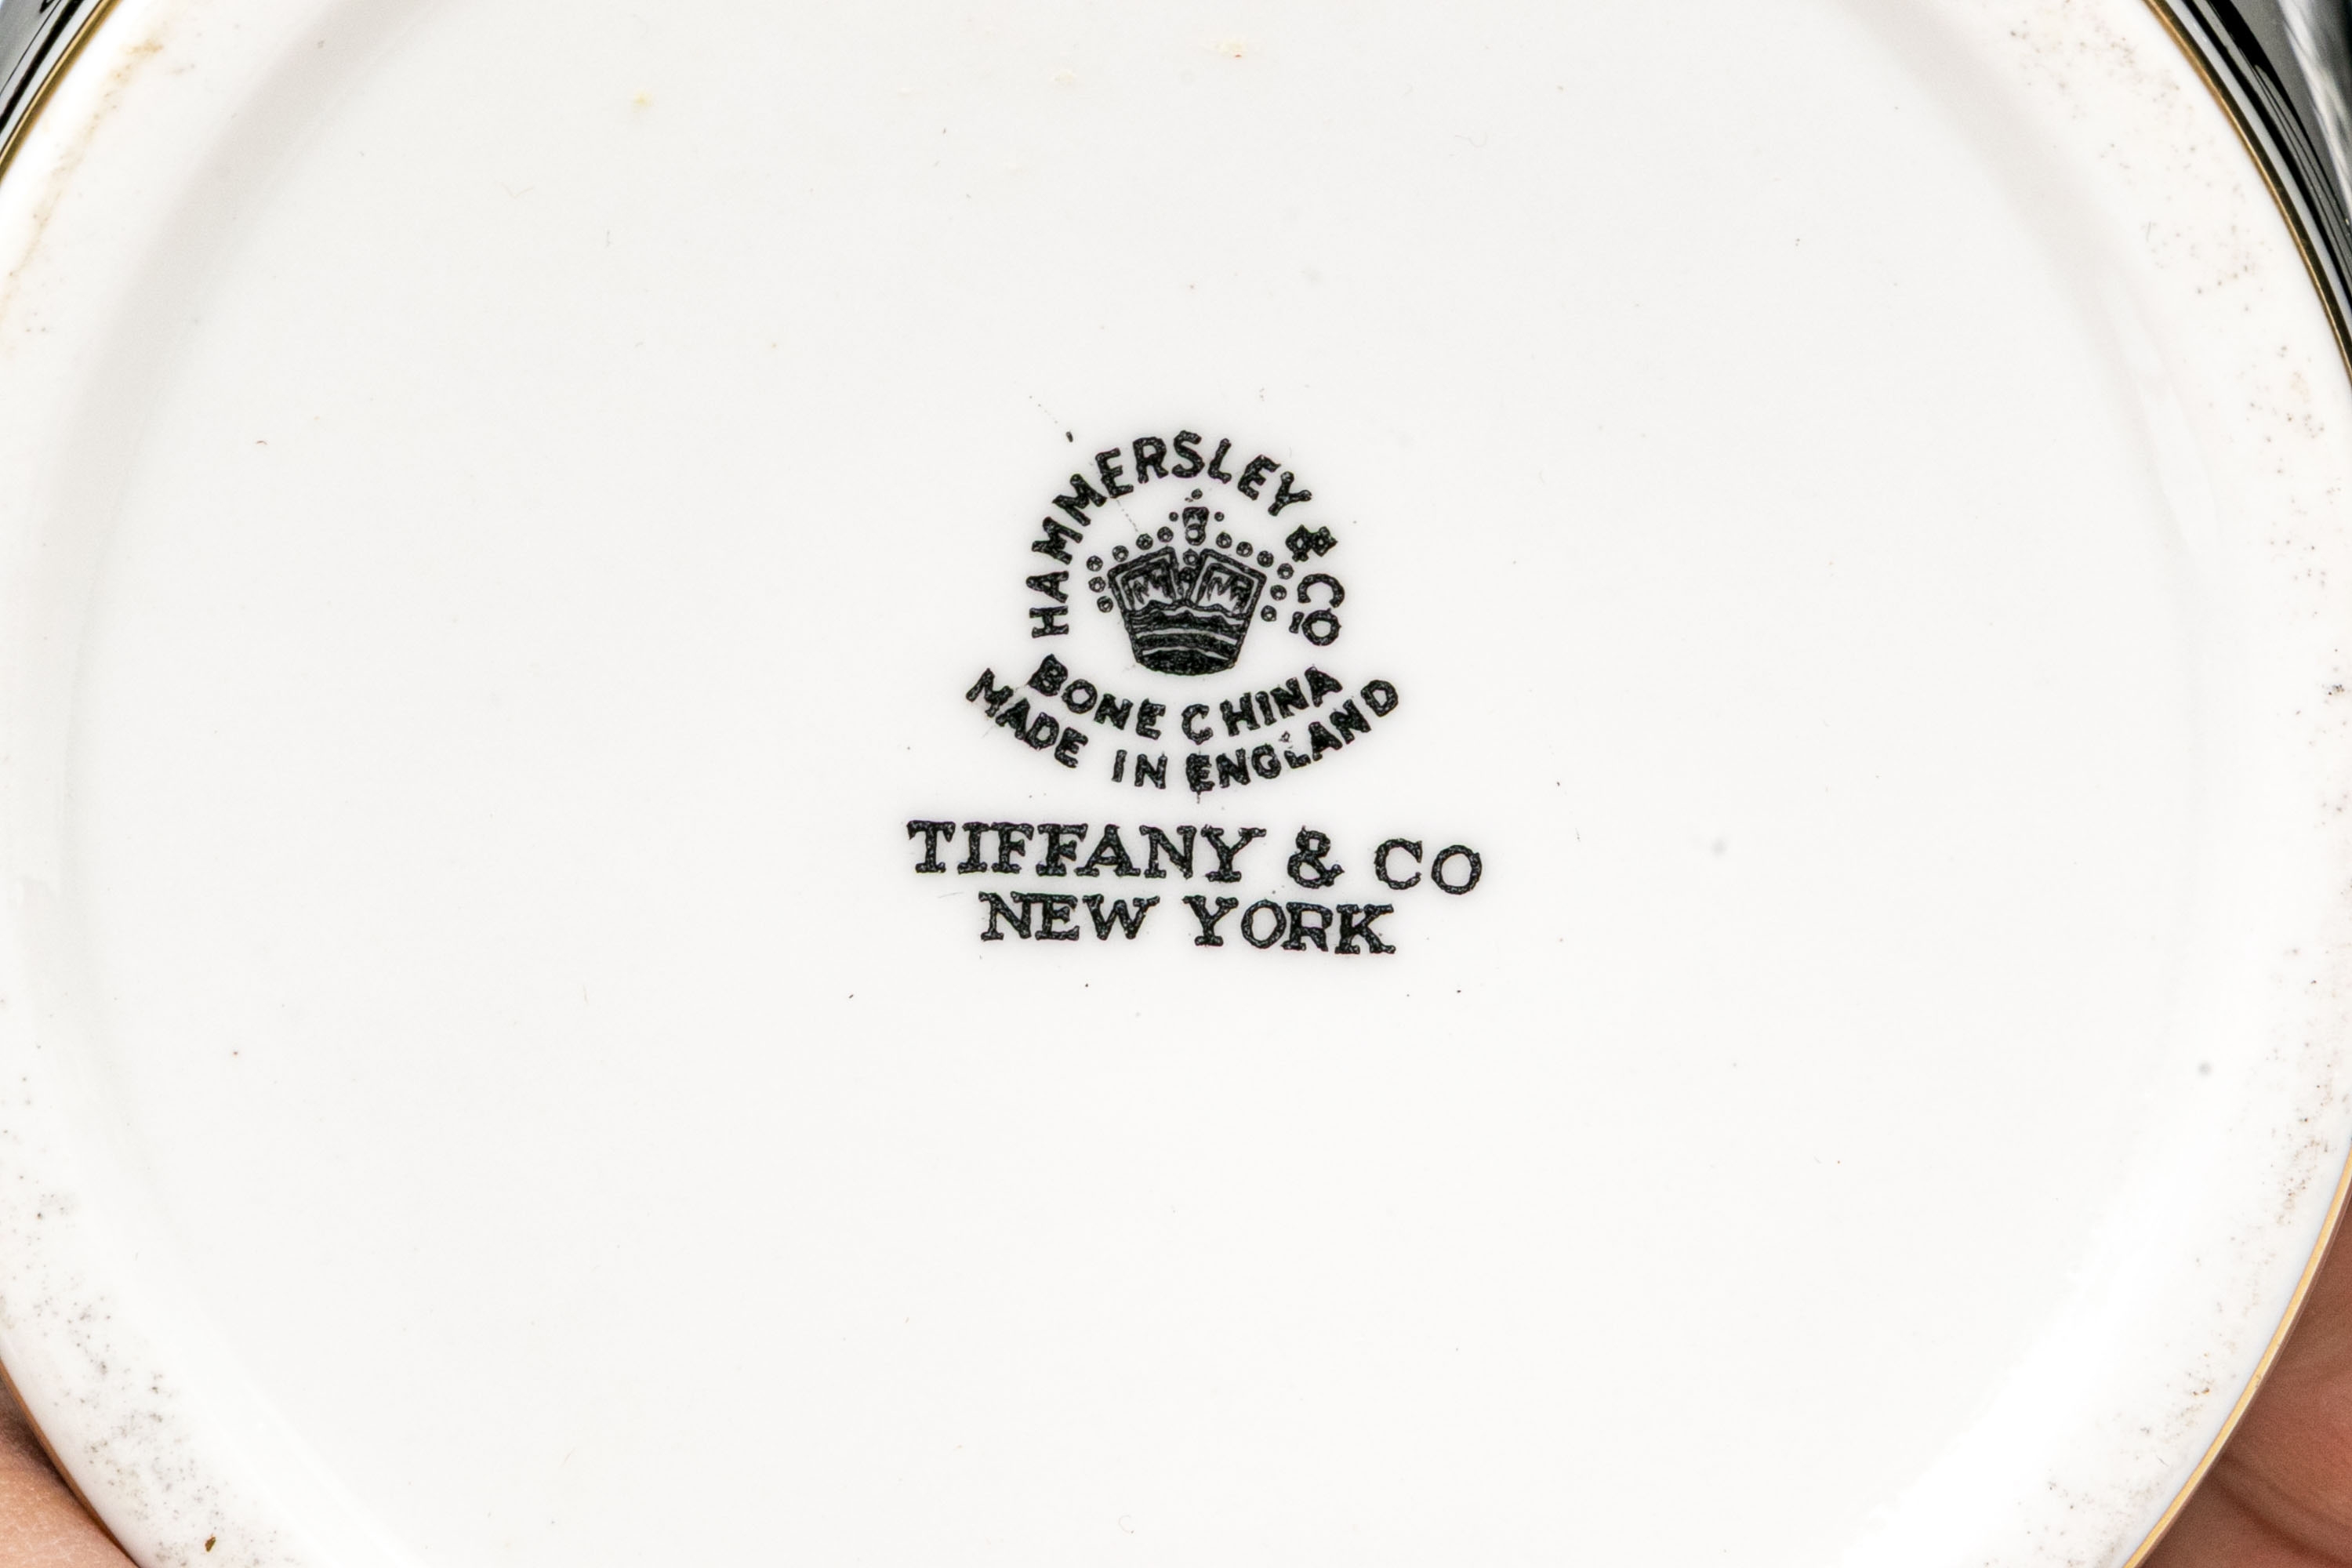 HAMMERSLEY & CO
BONE CHINA
MADE IN ENGLAND
TIFFANY & CO
NEW YORK